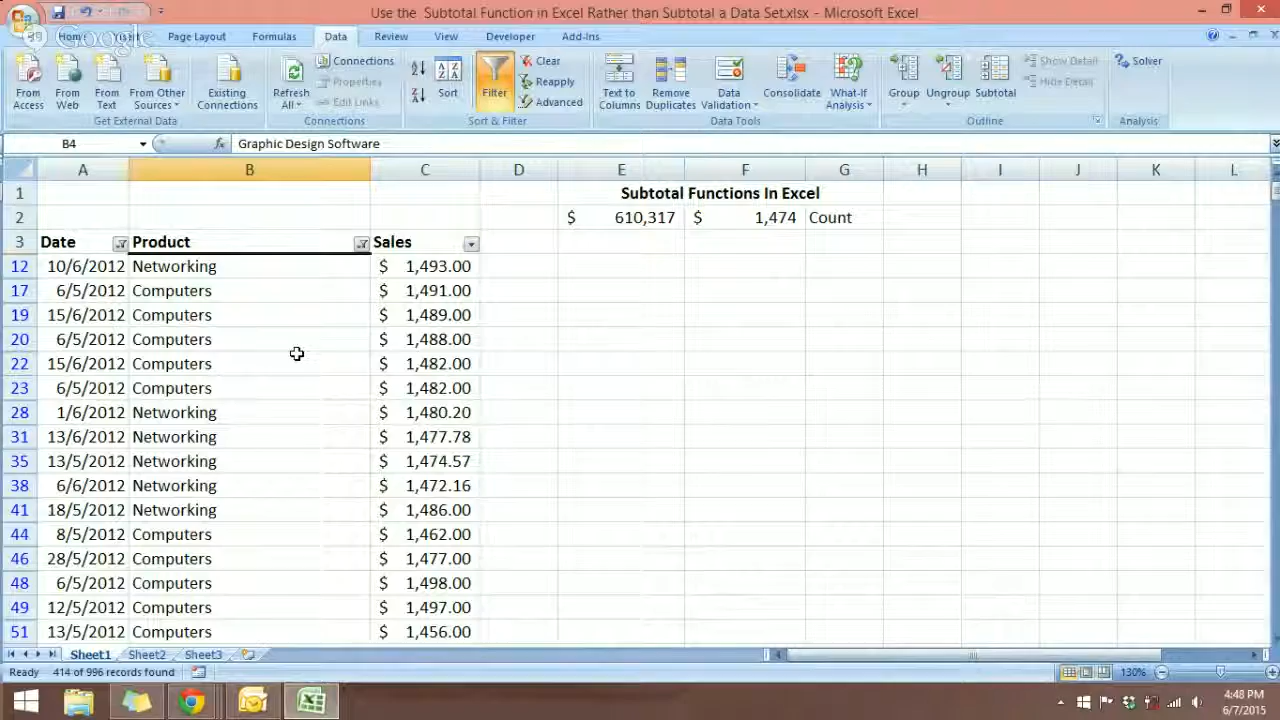 Use the Subtotal Function in Excel Rather than Subtotal a Data Set.xlsx - Microsoft Excel
Google
Home Insert Page Layout Formulas Data Review View Developer Add-Ins
From Access From Web From Text From Other Sources Existing Connections
Get External Data
Refresh All Connections Properties Edit Links
Connections
Sort Filter Clear Reapply Advanced
Sort & Filter
Text to Columns Remove Duplicates Data Validation Consolidate What-If Analysis
Data Tools
Group Ungroup Subtotal Show Detail Hide Detail
Outline
Solver
Analysis
B4 fx Graphic Design Software
A B C D E F G H I J K L
1 Subtotal Functions In Excel
2 $ 610,317 $ 1,474 Count
3 Date Product Sales
12 10/6/2012 Networking $ 1,493.00
17 6/5/2012 Computers $ 1,491.00
19 15/6/2012 Computers $ 1,489.00
20 6/5/2012 Computers $ 1,488.00
22 15/6/2012 Computers $ 1,482.00
23 6/5/2012 Computers $ 1,482.00
28 1/6/2012 Networking $ 1,480.20
31 13/6/2012 Networking $ 1,477.78
35 13/5/2012 Networking $ 1,474.57
38 6/6/2012 Networking $ 1,472.16
41 18/5/2012 Networking $ 1,486.00
44 8/5/2012 Computers $ 1,462.00
46 28/5/2012 Computers $ 1,477.00
48 6/5/2012 Computers $ 1,498.00
49 12/5/2012 Computers $ 1,497.00
51 13/5/2012 Computers $ 1,456.00
Sheet1 Sheet2 Sheet3
Ready 414 of 996 records found 130%
4:48 PM
6/7/2015